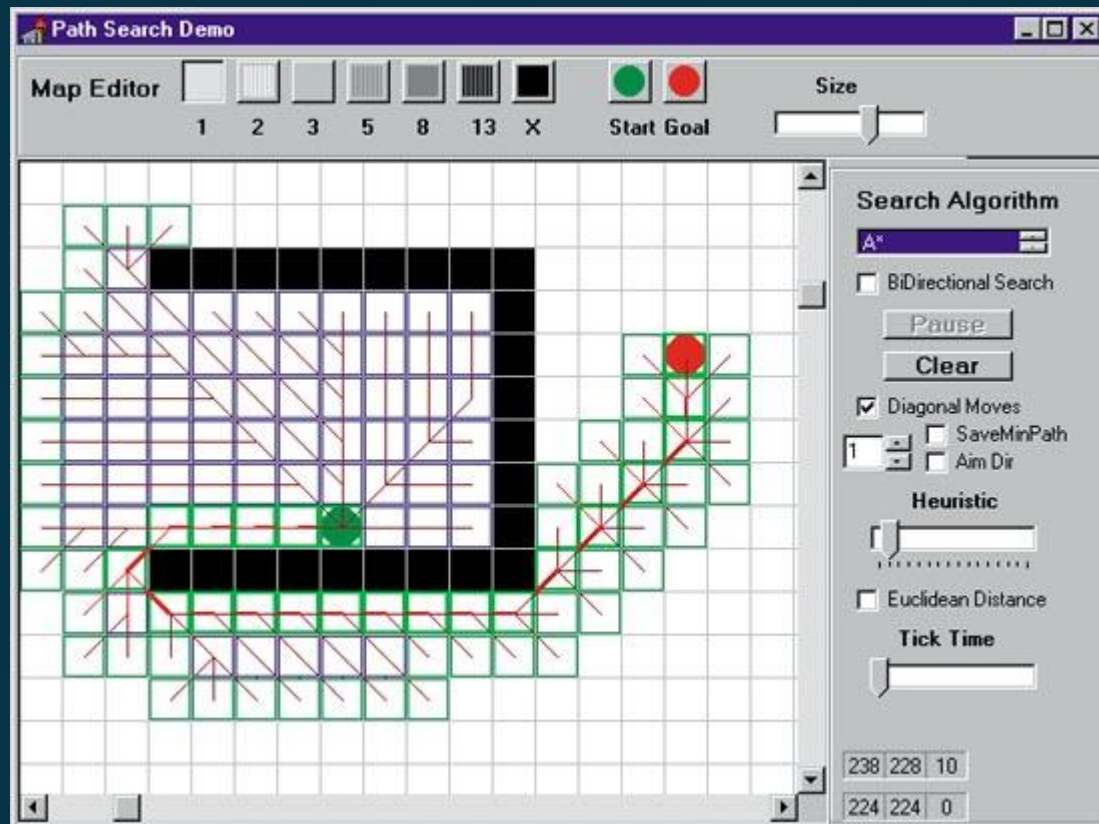 Path Search Demo
Map Editor
1 2 3 5 8 13 X
Start Goal
Size
Search Algorithm
A*
BiDirectional Search
Pause
Clear
Diagonal Moves
1
SaveMinPath
Aim Dir
Heuristic
Euclidean Distance
Tick Time
238 228 10
224 224 0